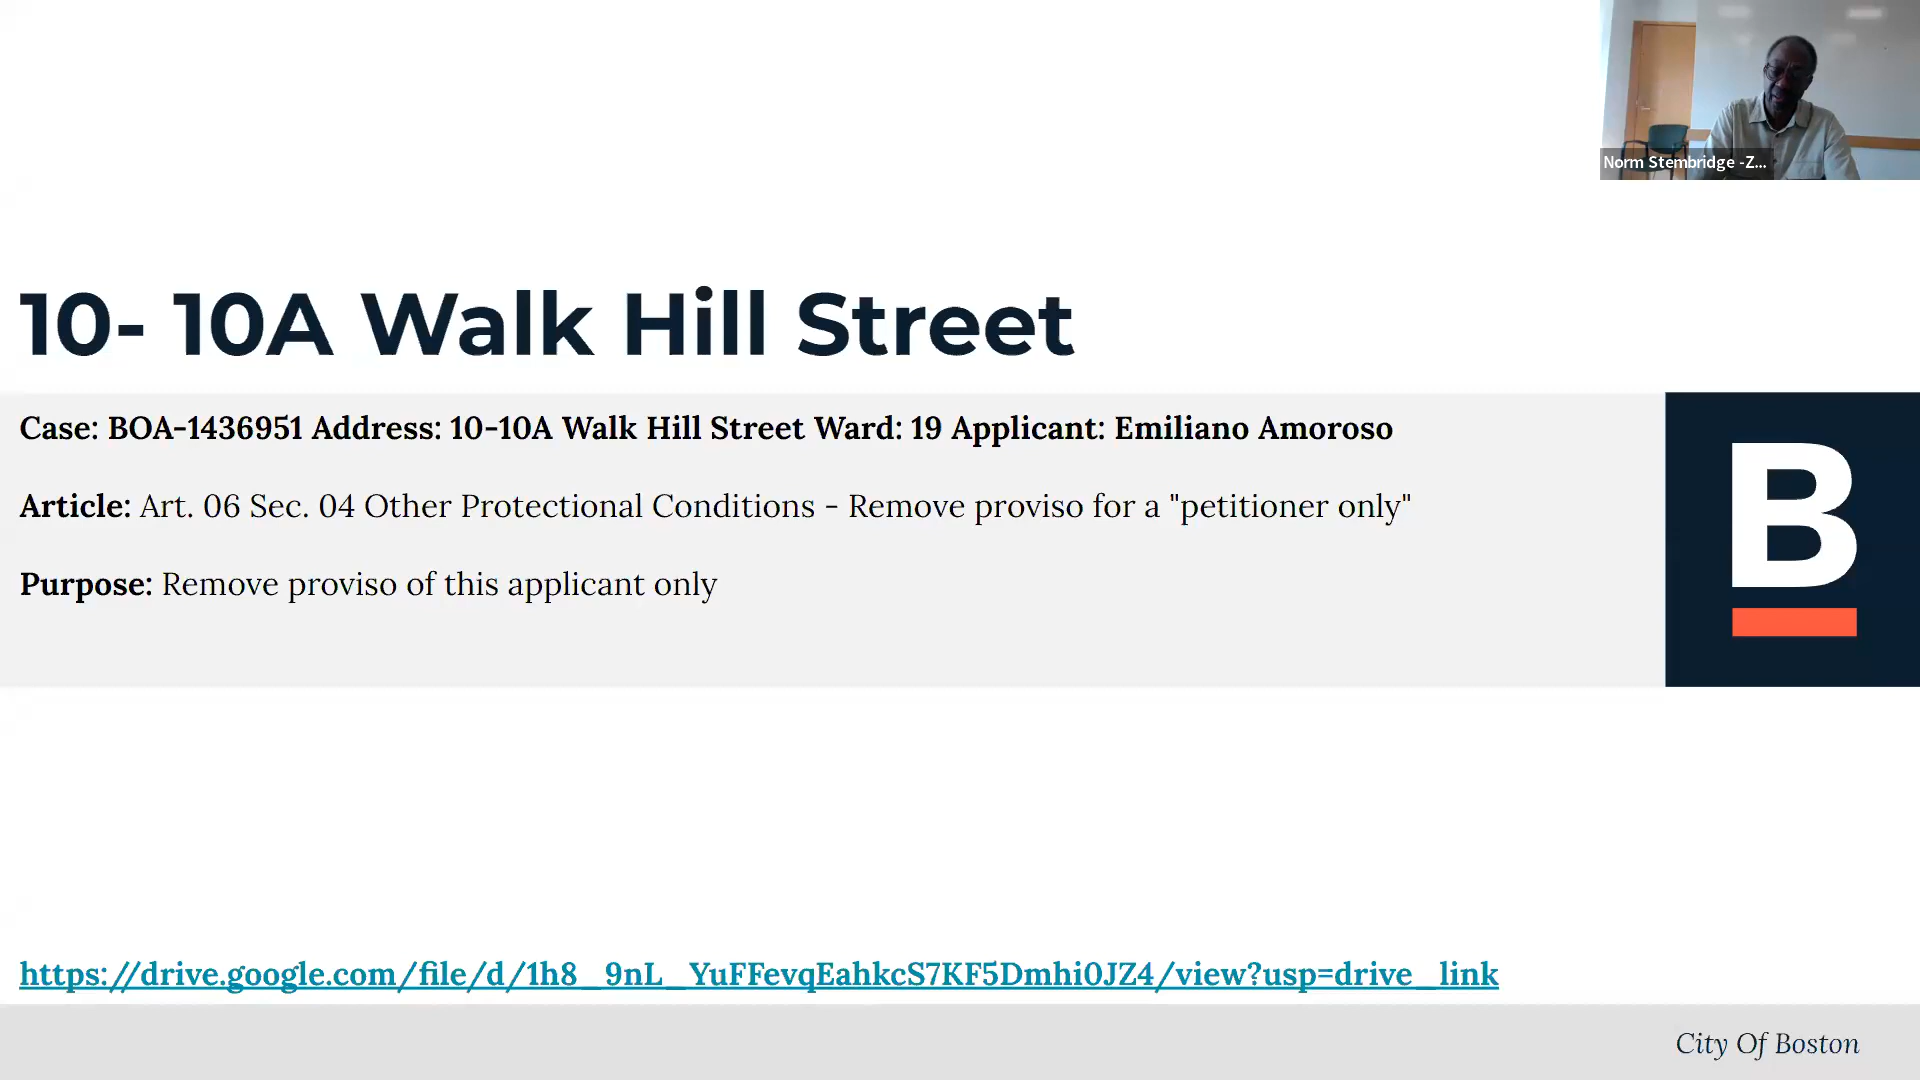 Norm Stembridge -Z...
10- 10A Walk Hill Street
Case: BOA-1436951 Address: 10-10A Walk Hill Street Ward: 19 Applicant: Emiliano Amoroso
Article: Art. 06 Sec. 04 Other Protectional Conditions - Remove proviso for a "petitioner only"
Purpose: Remove proviso of this applicant only
B
https://drive.google.com/file/d/1h8_9nL_YuFFevqEahkcS7KF5Dmhi0JZ4/view?usp=drive_link
City Of Boston